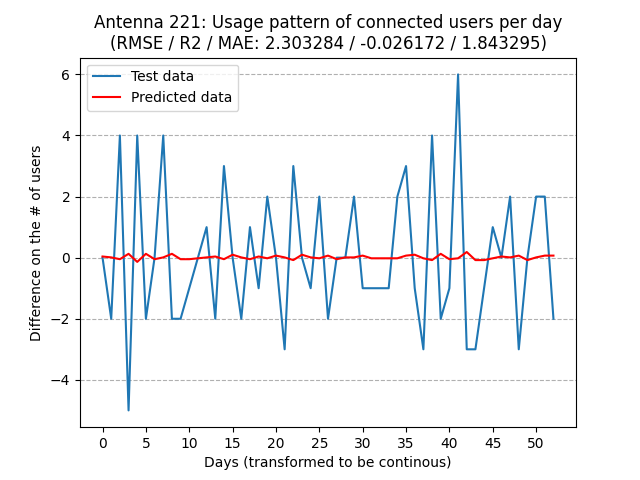 Antenna 221: Usage pattern of connected users per day
(RMSE / R2 / MAE: 2.303284 / -0.026172 / 1.843295)
Test data
Predicted data
Difference on the # of users
6
4
2
0
−2
−4
0 5 10 15 20 25 30 35 40 45 50
Days (transformed to be continous)